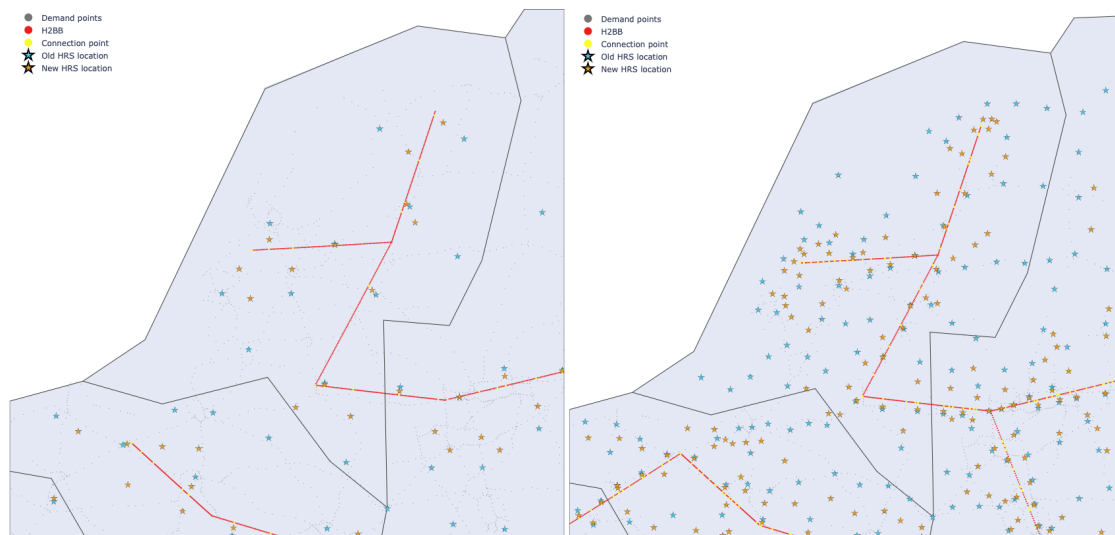 Demand points
H2BB
Connection point
Old HRS location
New HRS location
Demand points
H2BB
Connection point
Old HRS location
New HRS location